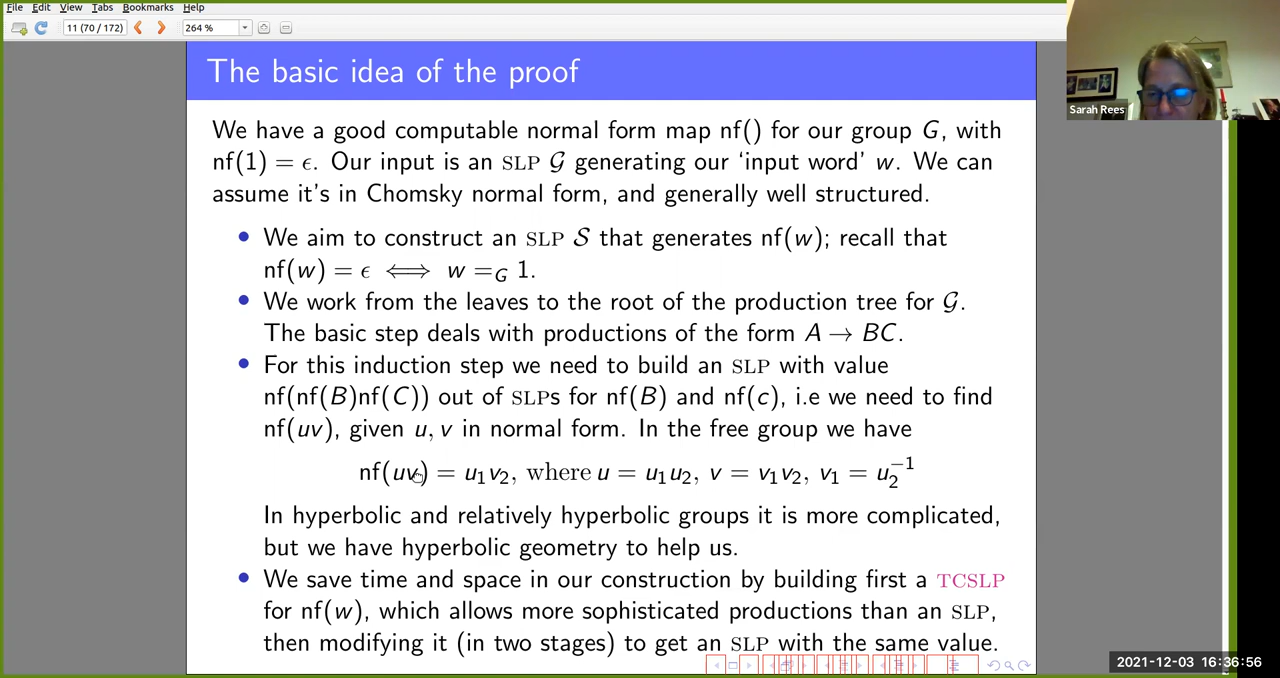 File Edit View Tabs Bookmarks Help
11 (70 / 172) 264 %
Sarah Rees
The basic idea of the proof
We have a good computable normal form map nf() for our group G, with
nf(1) = ϵ. Our input is an SLP 𝒢 generating our ‘input word’ w. We can
assume it's in Chomsky normal form, and generally well structured.
• We aim to construct an SLP 𝒮 that generates nf(w); recall that
nf(w) = ϵ ⟺ w =_G 1.
• We work from the leaves to the root of the production tree for 𝒢.
The basic step deals with productions of the form A → BC.
• For this induction step we need to build an SLP with value
nf(nf(B)nf(C)) out of SLPs for nf(B) and nf(c), i.e we need to find
nf(uv), given u, v in normal form. In the free group we have
nf(uv) = u₁v₂, where u = u₁u₂, v = v₁v₂, v₁ = u₂⁻¹
In hyperbolic and relatively hyperbolic groups it is more complicated,
but we have hyperbolic geometry to help us.
• We save time and space in our construction by building first a TCSLP
for nf(w), which allows more sophisticated productions than an SLP,
then modifying it (in two stages) to get an SLP with the same value.
2021-12-03 16:36:56